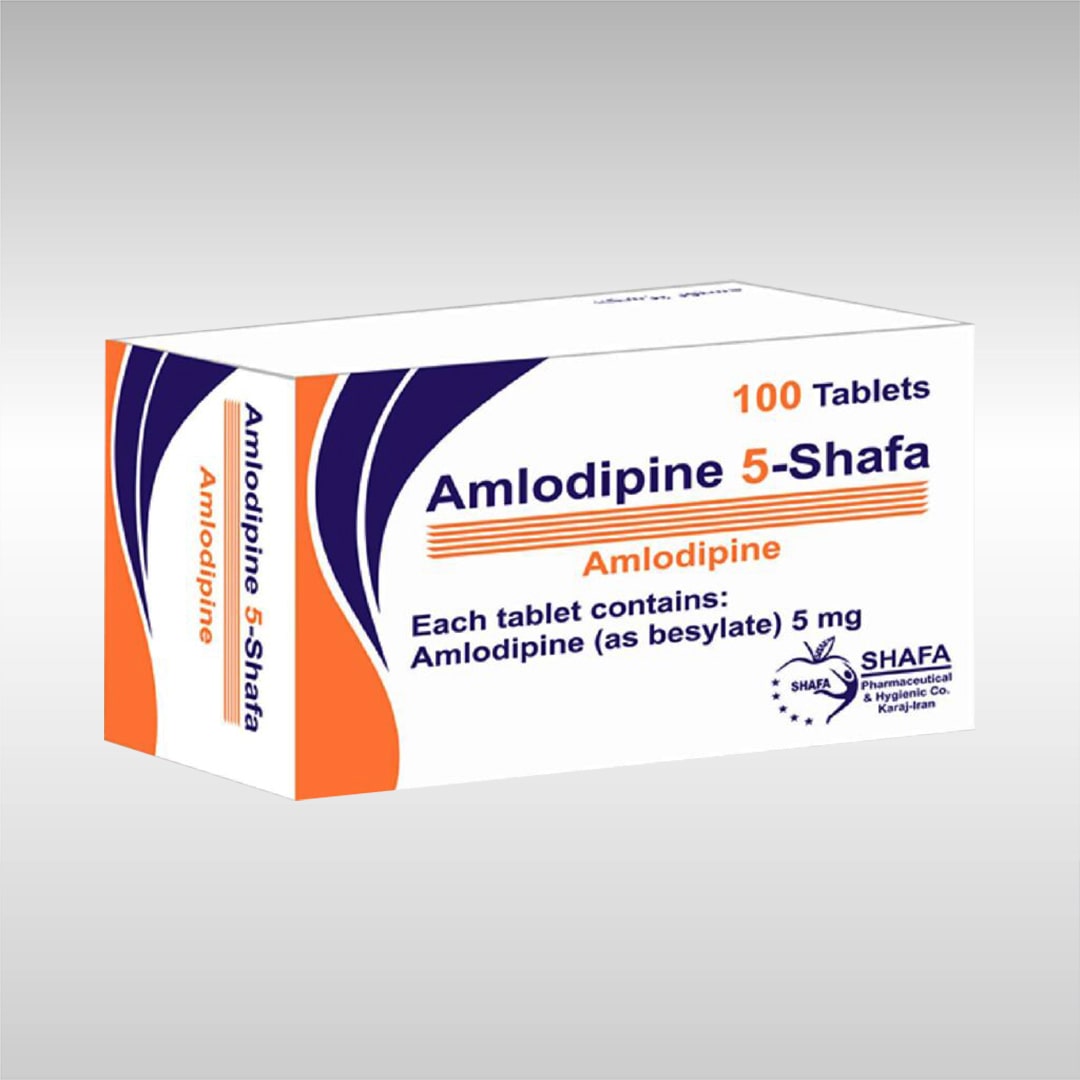 100 Tablets
Amlodipine 5-Shafa
Amlodipine
Each tablet contains:
Amlodipine (as besylate) 5 mg
SHAFA
SHAFA
Pharmaceutical
& Hygienic Co.
Karaj-Iran
Amlodipine 5-Shafa
Amlodipine